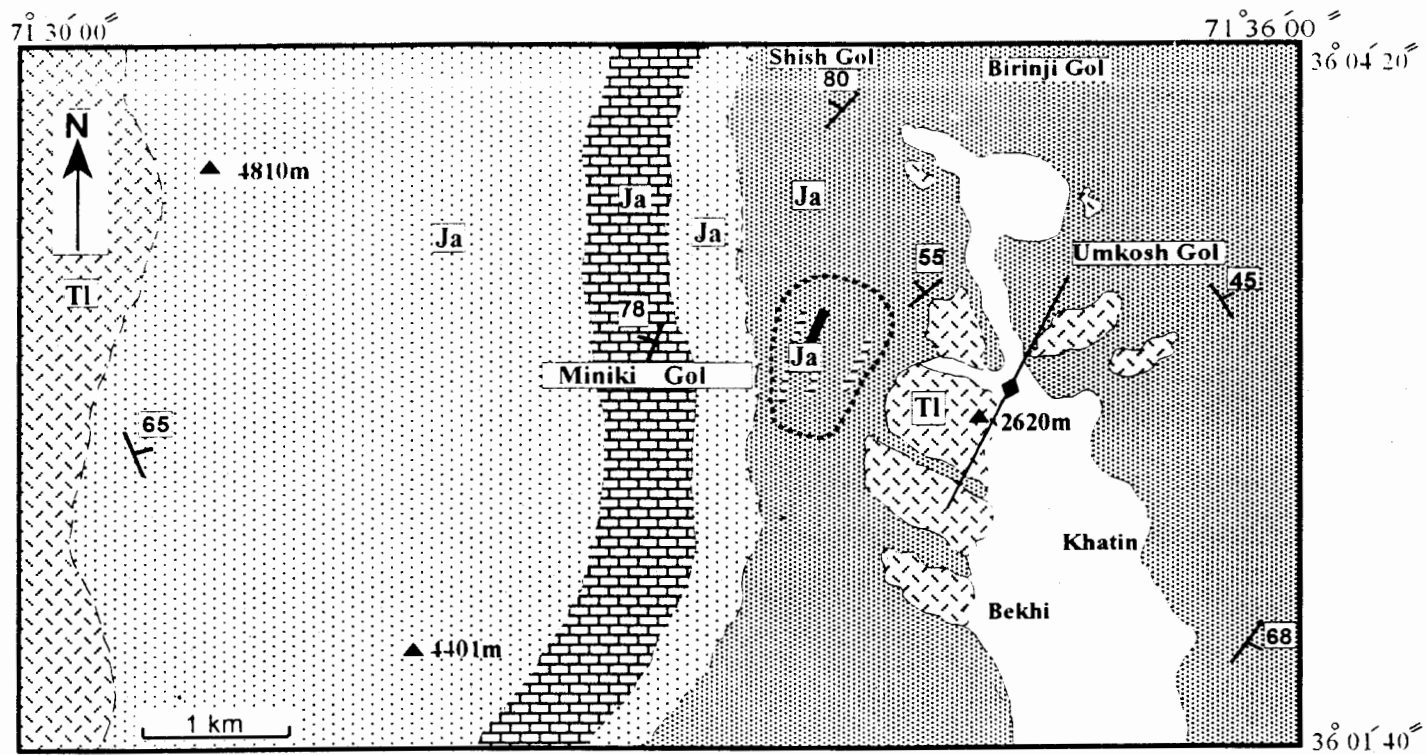 71° 30´ 00˝
71° 36´ 00˝
36° 04´ 20˝
Shish Gol
80
Birinji Gol
N
4810m
Ja
Ja
Ja
Ja
Tl
55
Umkosh Gol
45
78
Ja
Miniki Gol
Tl
2620m
65
Khatin
Bekhi
4401m
68
1 km
36° 01´ 40˝